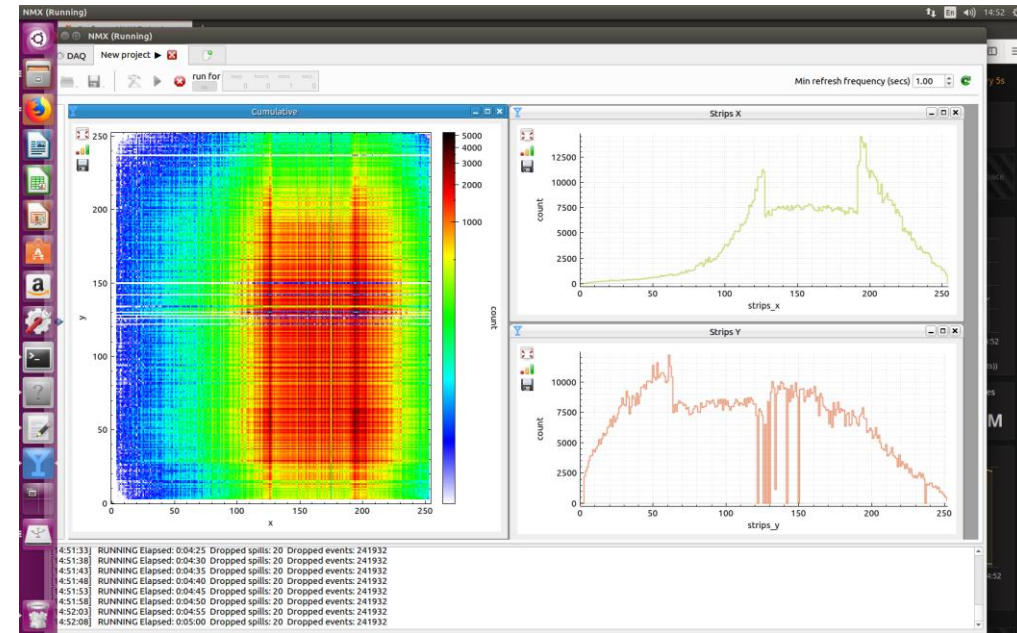 NMX (Running)
En 14:52
NMX (Running)
DAQ New project
run for
0 0 1 0
Min refresh frequency (secs) 1.00
y 5s
Cumulative
250
200
150
100
50
0
y
0 50 100 150 200 250
x
5000
4000
3000
2000
1000
count
Strips X
12500
10000
7500
5000
2500
0
count
0 50 100 150 200 250
strips_x
Strips Y
10000
7500
5000
2500
0
count
0 50 100 150 200 250
strips_y
M
4:51:33] RUNNING Elapsed: 0:04:25 Dropped spills: 20 Dropped events: 241932
4:51:38] RUNNING Elapsed: 0:04:30 Dropped spills: 20 Dropped events: 241932
4:51:43] RUNNING Elapsed: 0:04:35 Dropped spills: 20 Dropped events: 241932
4:51:48] RUNNING Elapsed: 0:04:40 Dropped spills: 20 Dropped events: 241932
4:51:53] RUNNING Elapsed: 0:04:45 Dropped spills: 20 Dropped events: 241932
4:51:58] RUNNING Elapsed: 0:04:50 Dropped spills: 20 Dropped events: 241932
4:52:03] RUNNING Elapsed: 0:04:55 Dropped spills: 20 Dropped events: 241932
4:52:08] RUNNING Elapsed: 0:05:00 Dropped spills: 20 Dropped events: 241932